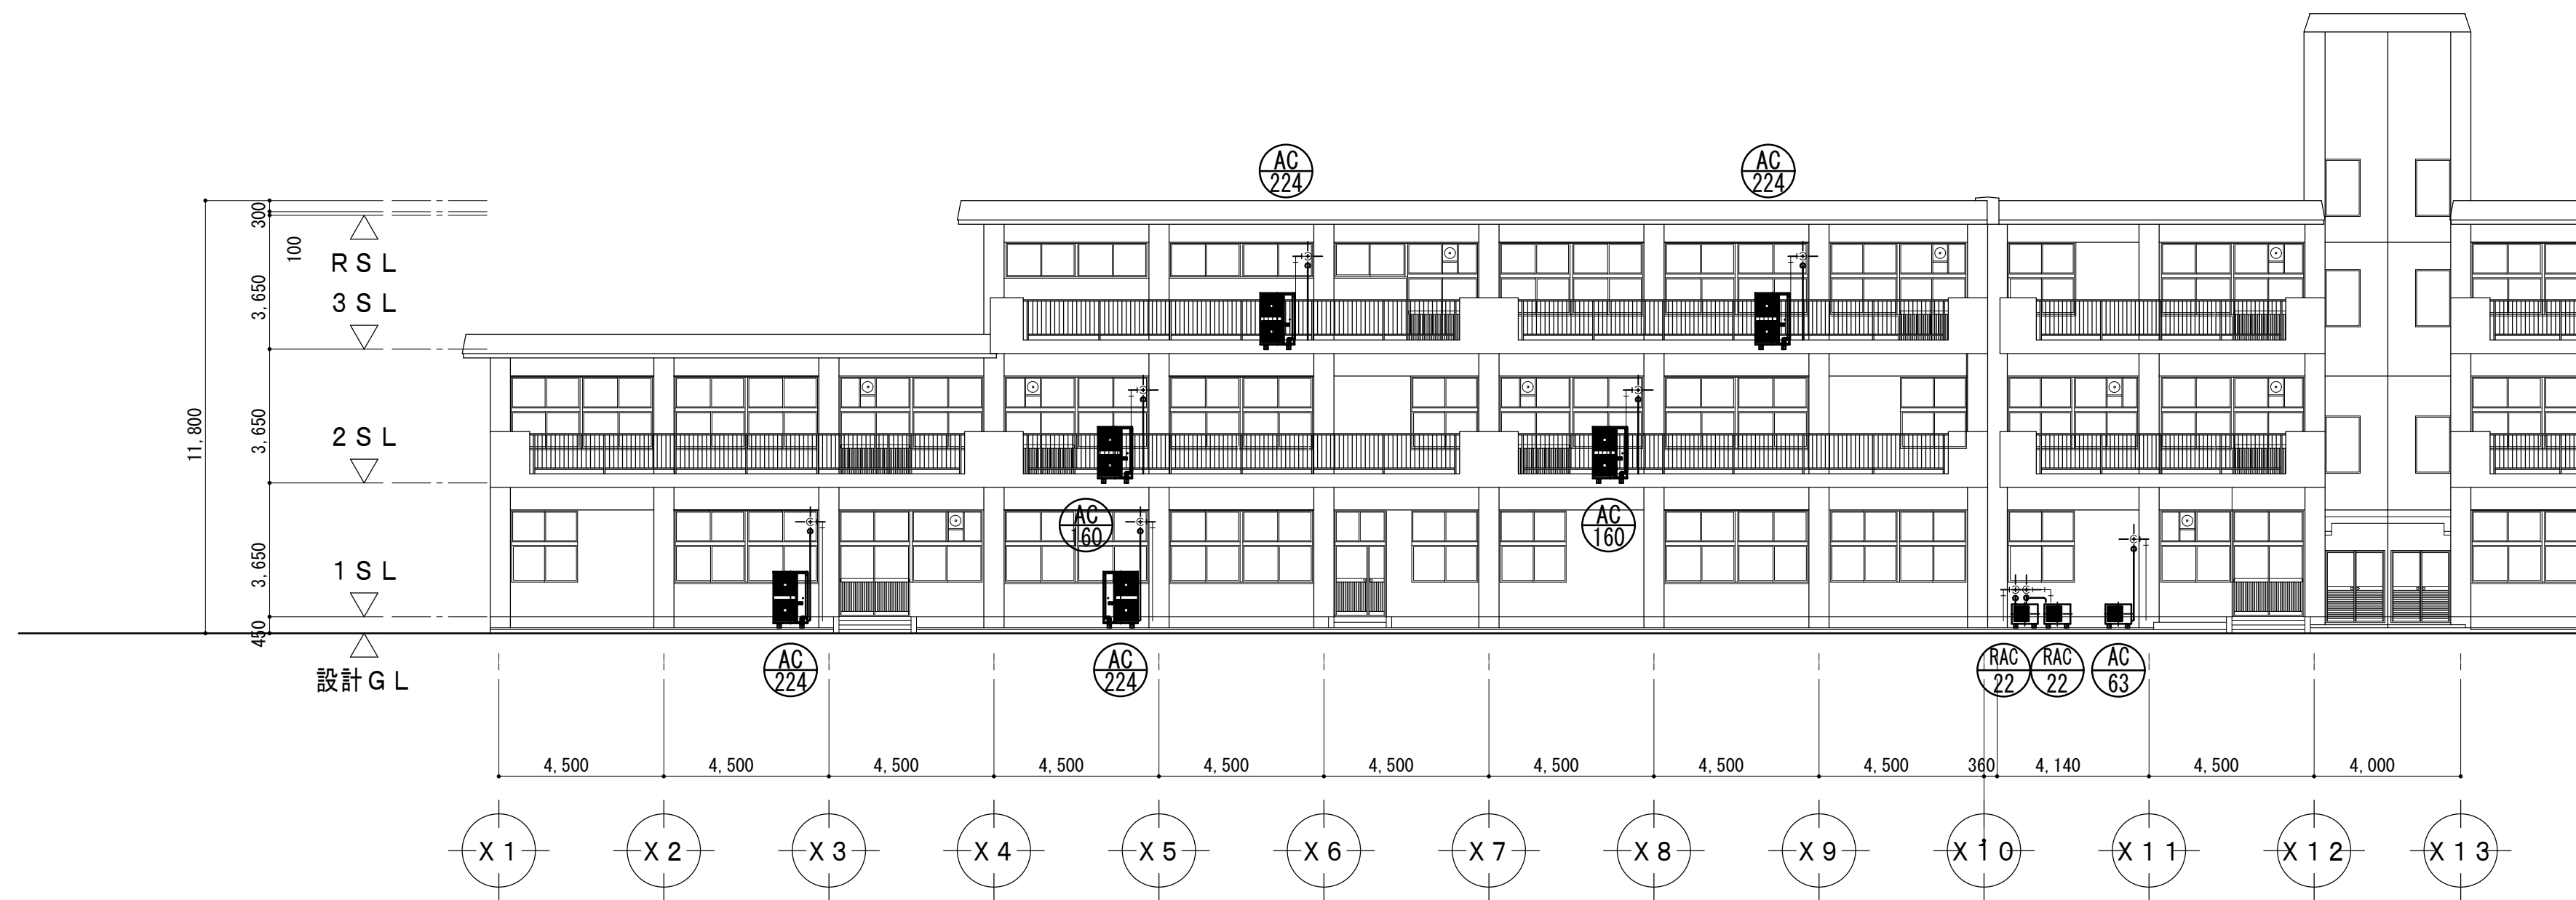 AC
224
AC
224
300
100
RSL
3,650
3SL
3,650
2SL
11,800
AC
160
AC
160
3,650
1SL
450
設計GL
AC
224
AC
224
RAC
22
RAC
22
AC
63
4,500 4,500 4,500 4,500 4,500 4,500 4,500 4,500 4,500 360 4,140 4,500 4,000
X1 X2 X3 X4 X5 X6 X7 X8 X9 X10 X11 X12 X13